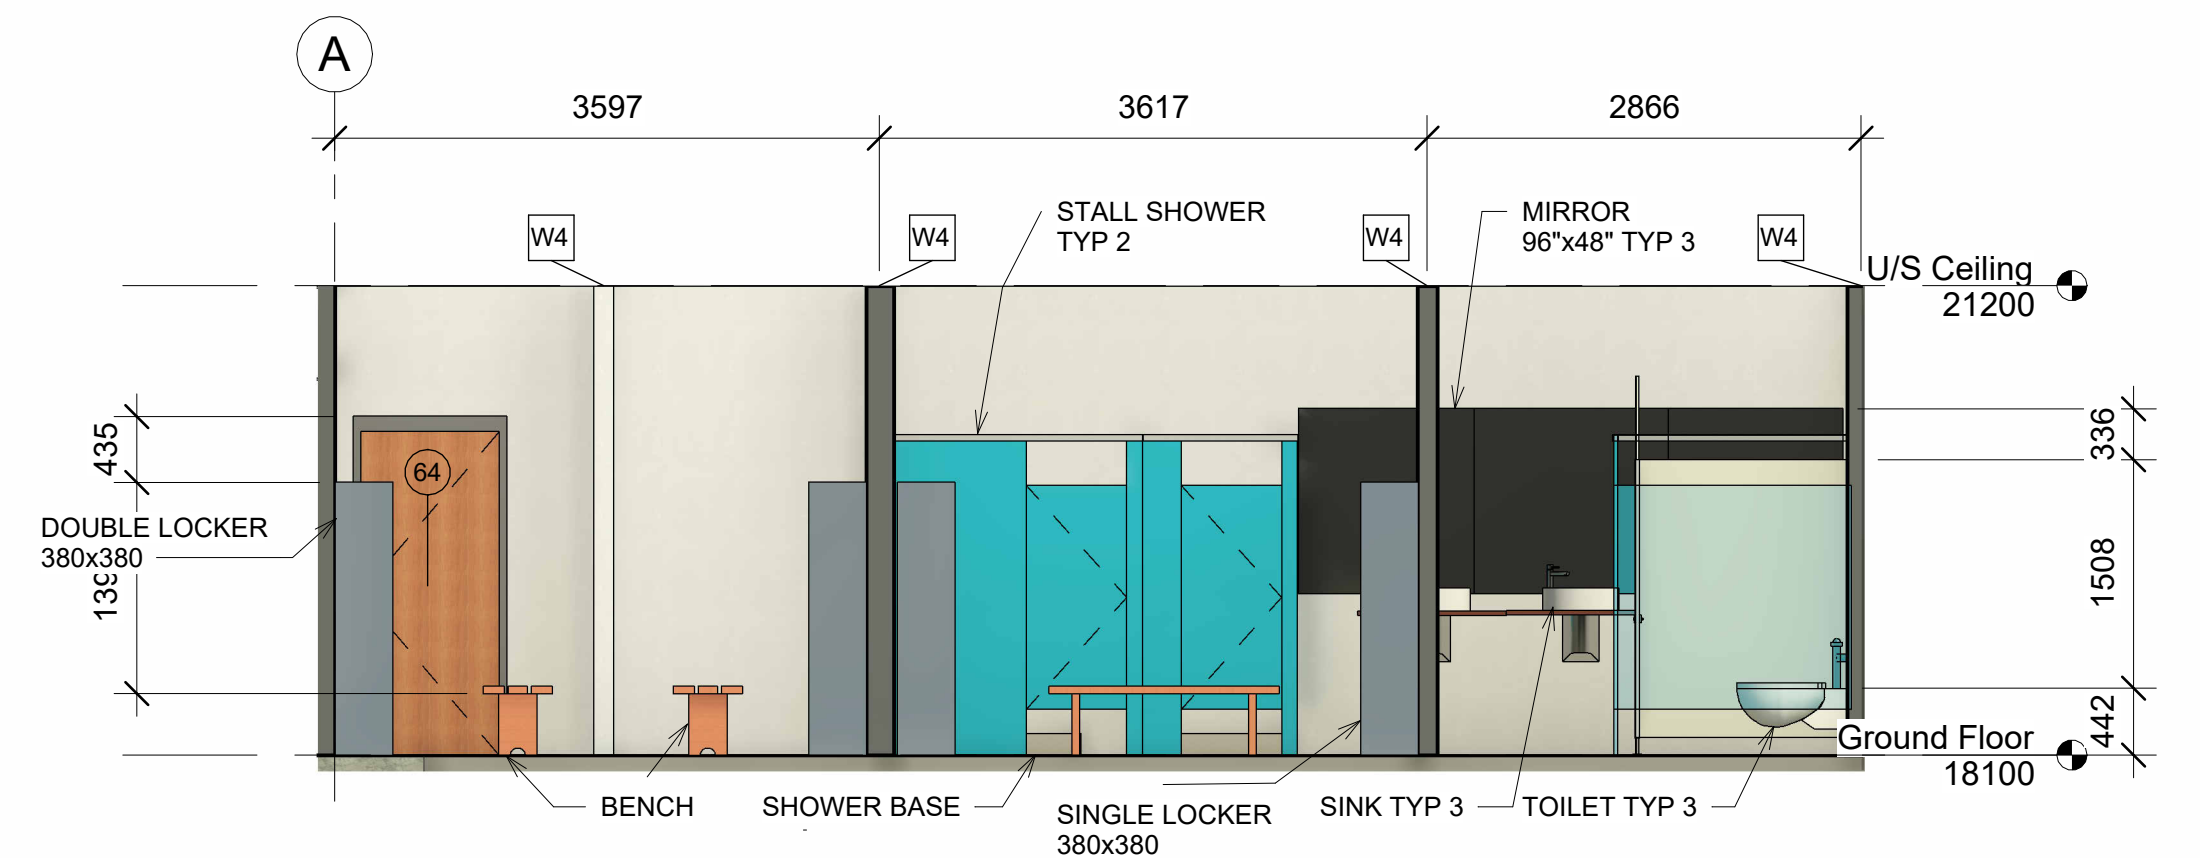 A
3597
3617
2866
STALL SHOWER
TYP 2
MIRROR
96"x48" TYP 3
W4
W4
W4
W4
U/S Ceiling
21200
435
336
64
DOUBLE LOCKER
380x380
1508
442
Ground Floor
18100
BENCH
SHOWER BASE
SINGLE LOCKER
380x380
SINK TYP 3
TOILET TYP 3